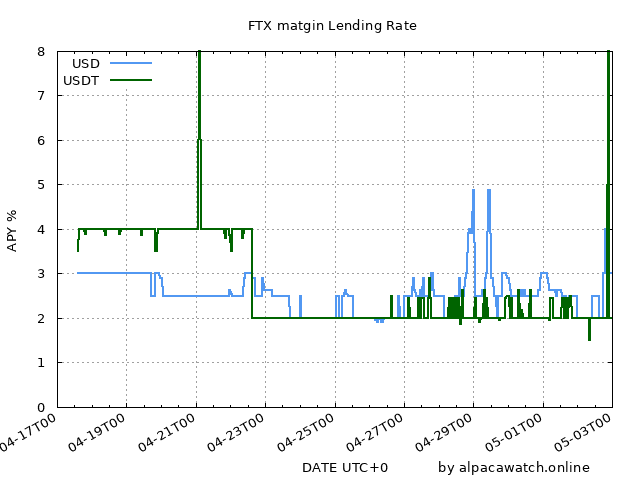 FTX matgin Lending Rate
USD
USDT
8
7
6
5
4
3
2
1
0
APY %
04-17T00
04-19T00
04-21T00
04-23T00
04-25T00
04-27T00
04-29T00
05-01T00
05-03T00
DATE UTC+0
by alpacawatch.online